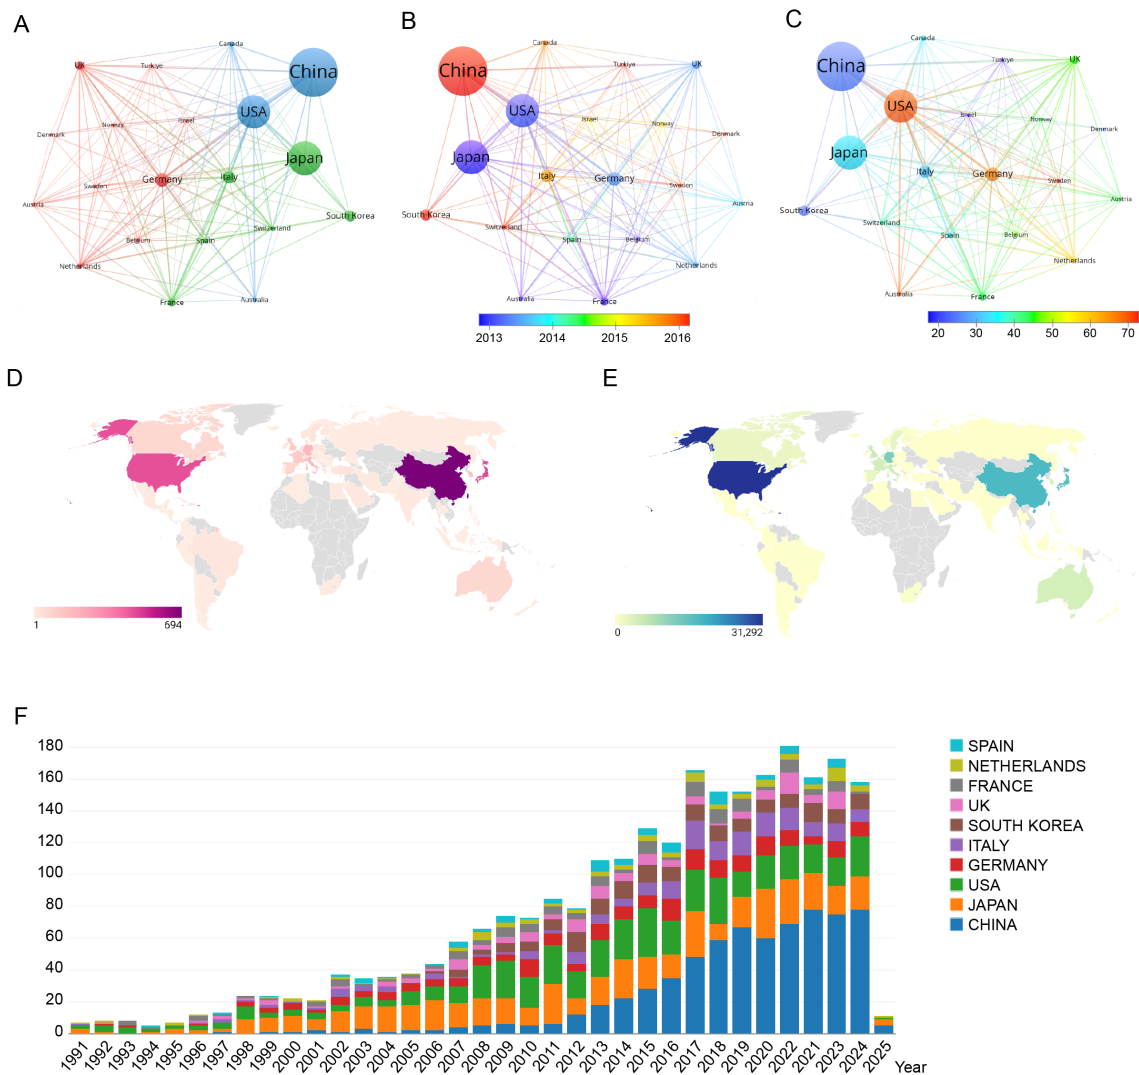 A
Canada
UK
Turkiye
China
USA
Denmark
Norway
Israel
Japan
Germany
Italy
Sweden
Austria
South Korea
Switzerland
Belgium
Spain
Netherlands
France
Australia
B
Canada
China
Turkiye
UK
USA
Israel
Norway
Denmark
Japan
Italy
Germany
Sweden
Austria
South Korea
Switzerland
Spain
Belgium
Netherlands
Australia
France
2013 2014 2015 2016
C
Canada
China
Turkiye
UK
USA
Israel
Norway
Denmark
Japan
Italy
Germany
Sweden
Austria
South Korea
Switzerland
Spain
Belgium
Netherlands
Australia
France
20 30 40 50 60 70
D
1 694
E
0 31,292
F
180
160
140
120
100
80
60
40
20
0
1991 1992 1993 1994 1995 1996 1997 1998 1999 2000 2001 2002 2003 2004 2005 2006 2007 2008 2009 2010 2011 2012 2013 2014 2015 2016 2017 2018 2019 2020 2022 2021 2023 2024 2025
Year
SPAIN
NETHERLANDS
FRANCE
UK
SOUTH KOREA
ITALY
GERMANY
USA
JAPAN
CHINA